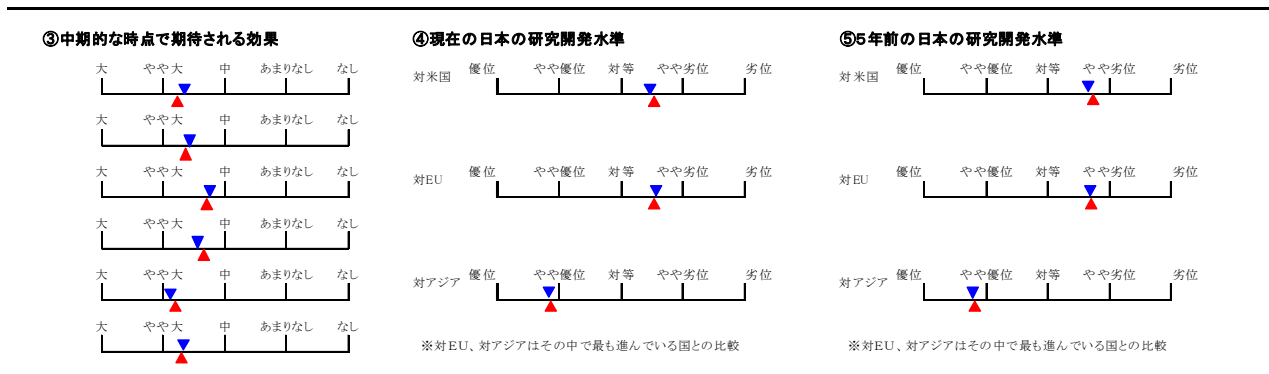 ③中期的な時点で期待される効果
大 やや大 中 あまりなし なし
大 やや大 中 あまりなし なし
大 やや大 中 あまりなし なし
大 やや大 中 あまりなし なし
大 やや大 中 あまりなし なし
大 やや大 中 あまりなし なし
④現在の日本の研究開発水準
対米国 優位 やや優位 対等 やや劣位 劣位
対EU 優位 やや優位 対等 やや劣位 劣位
対アジア 優位 やや優位 対等 やや劣位 劣位
※対EU、対アジアはその中で最も進んでいる国との比較
⑤5年前の日本の研究開発水準
対米国 優位 やや優位 対等 やや劣位 劣位
対EU 優位 やや優位 対等 やや劣位 劣位
対アジア 優位 やや優位 対等 やや劣位 劣位
※対EU、対アジアはその中で最も進んでいる国との比較